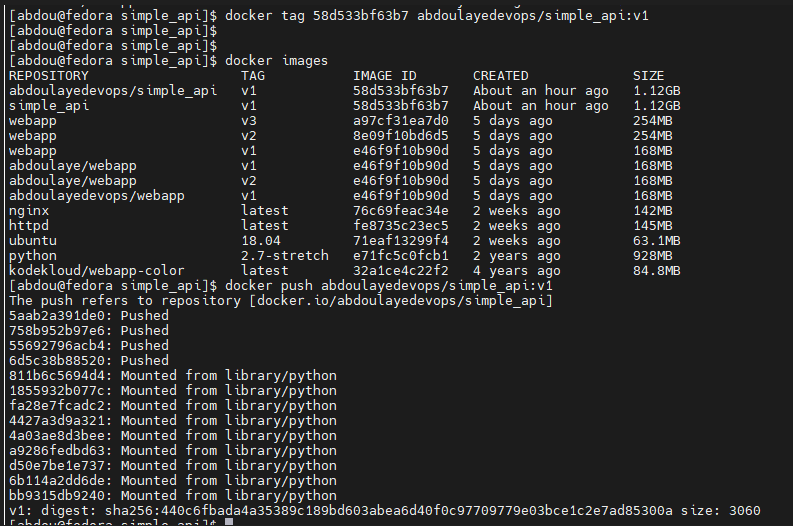 [abdou@fedora simple_api]$ docker tag 58d533bf63b7 abdoulayedevops/simple_api:v1
[abdou@fedora simple_api]$
[abdou@fedora simple_api]$
[abdou@fedora simple_api]$ docker images
REPOSITORY TAG IMAGE ID CREATED SIZE
abdoulayedevops/simple_api v1 58d533bf63b7 About an hour ago 1.12GB
simple_api v1 58d533bf63b7 About an hour ago 1.12GB
webapp v3 a97cf31ea7d0 5 days ago 254MB
webapp v2 8e09f10bd6d5 5 days ago 254MB
webapp v1 e46f9f10b90d 5 days ago 168MB
abdoulaye/webapp v1 e46f9f10b90d 5 days ago 168MB
abdoulaye/webapp v2 e46f9f10b90d 5 days ago 168MB
abdoulayedevops/webapp v1 e46f9f10b90d 5 days ago 168MB
nginx latest 76c69feac34e 2 weeks ago 142MB
httpd latest fe8735c23ec5 2 weeks ago 145MB
ubuntu 18.04 71eaf13299f4 2 weeks ago 63.1MB
python 2.7-stretch e71fc5c0fcb1 2 years ago 928MB
kodekloud/webapp-color latest 32a1ce4c22f2 4 years ago 84.8MB
[abdou@fedora simple_api]$ docker push abdoulayedevops/simple_api:v1
The push refers to repository [docker.io/abdoulayedevops/simple_api]
5aab2a391de0: Pushed
758b952b97e6: Pushed
55692796acb4: Pushed
6d5c38b88520: Pushed
811b6c5694d4: Mounted from library/python
1855932b077c: Mounted from library/python
fa28e7fcadc2: Mounted from library/python
4427a3d9a321: Mounted from library/python
4a03ae8d3bee: Mounted from library/python
a9286fedbd63: Mounted from library/python
d50e7be1e737: Mounted from library/python
6b114a2dd6de: Mounted from library/python
bb9315db9240: Mounted from library/python
v1: digest: sha256:440c6fbada4a35389c189bd603abea6d40f0c97709779e03bce1c2e7ad85300a size: 3060
[abdou@fedora simple_api]$